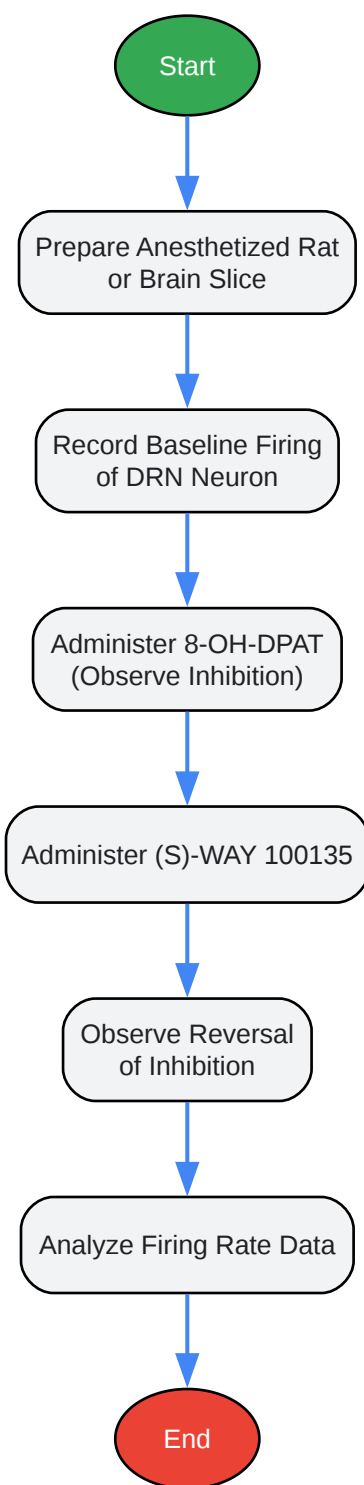 Start
Prepare Anesthetized Rat
or Brain Slice
Record Baseline Firing
of DRN Neuron
Administer 8-OH-DPAT
(Observe Inhibition)
Administer (S)-WAY 100135
Observe Reversal
of Inhibition
Analyze Firing Rate Data
End